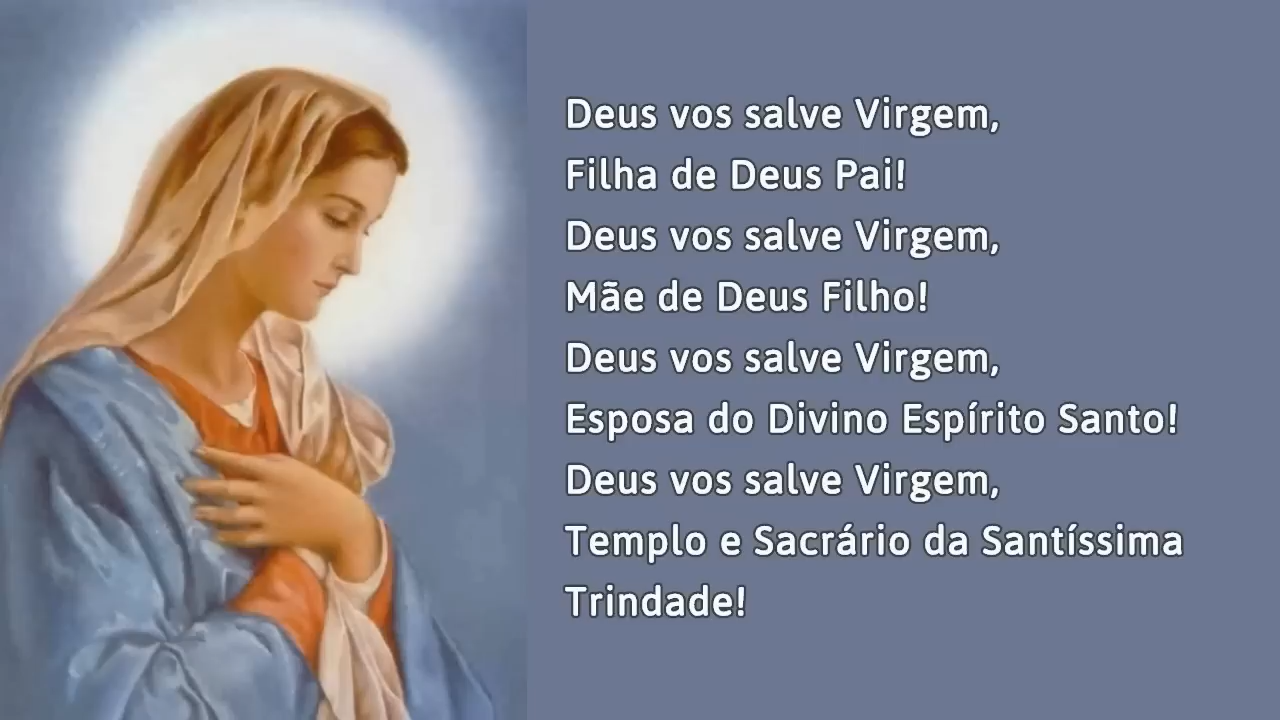 Deus vos salve Virgem,
Filha de Deus Pai!
Deus vos salve Virgem,
Mãe de Deus Filho!
Deus vos salve Virgem,
Esposa do Divino Espírito Santo!
Deus vos salve Virgem,
Templo e Sacrário da Santíssima
Trindade!